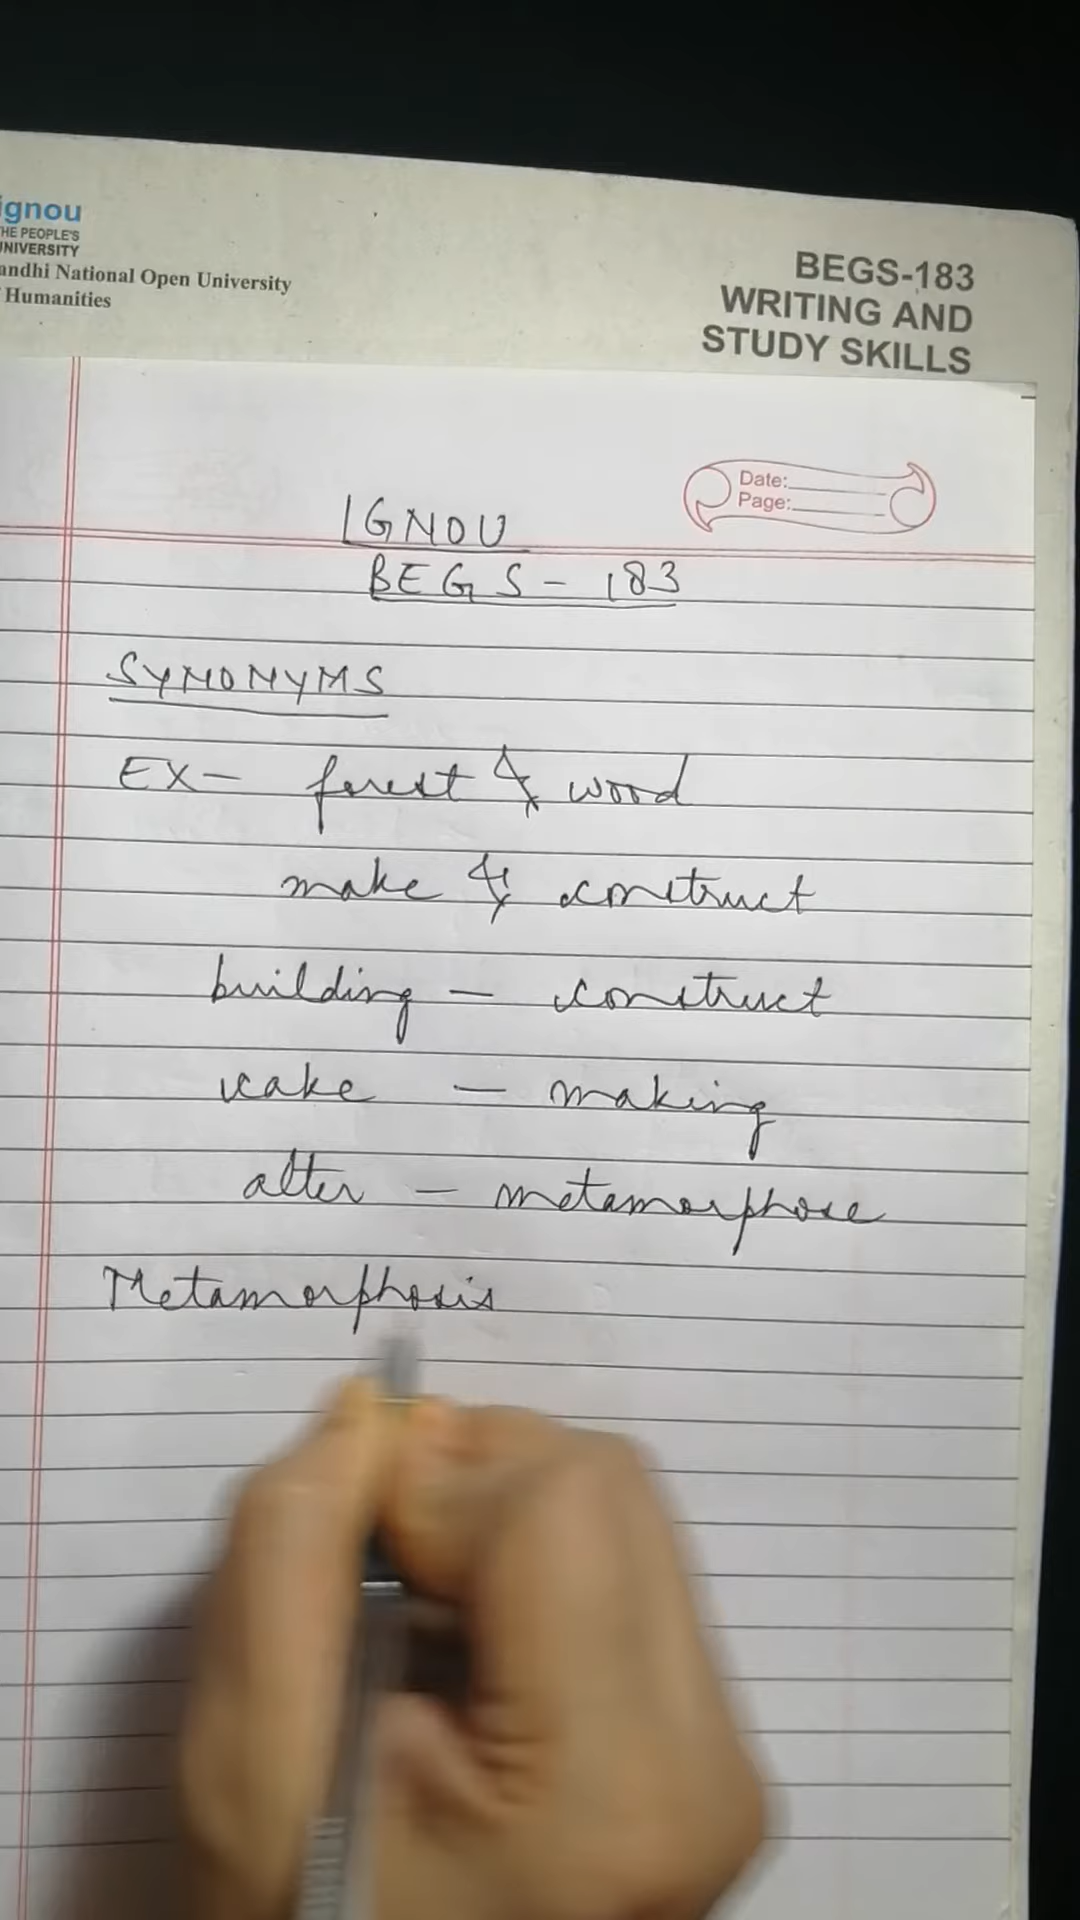 ignou
HE PEOPLE'S
UNIVERSITY
andhi National Open University
Humanities
BEGS-183
WRITING AND
STUDY SKILLS
Date:
Page:
IGNOU
BEGS - 183
SYNONYMS
EX- forest & wood
make & construct
building - construct
cake - making
alter - metamorphose
Metamorphosis